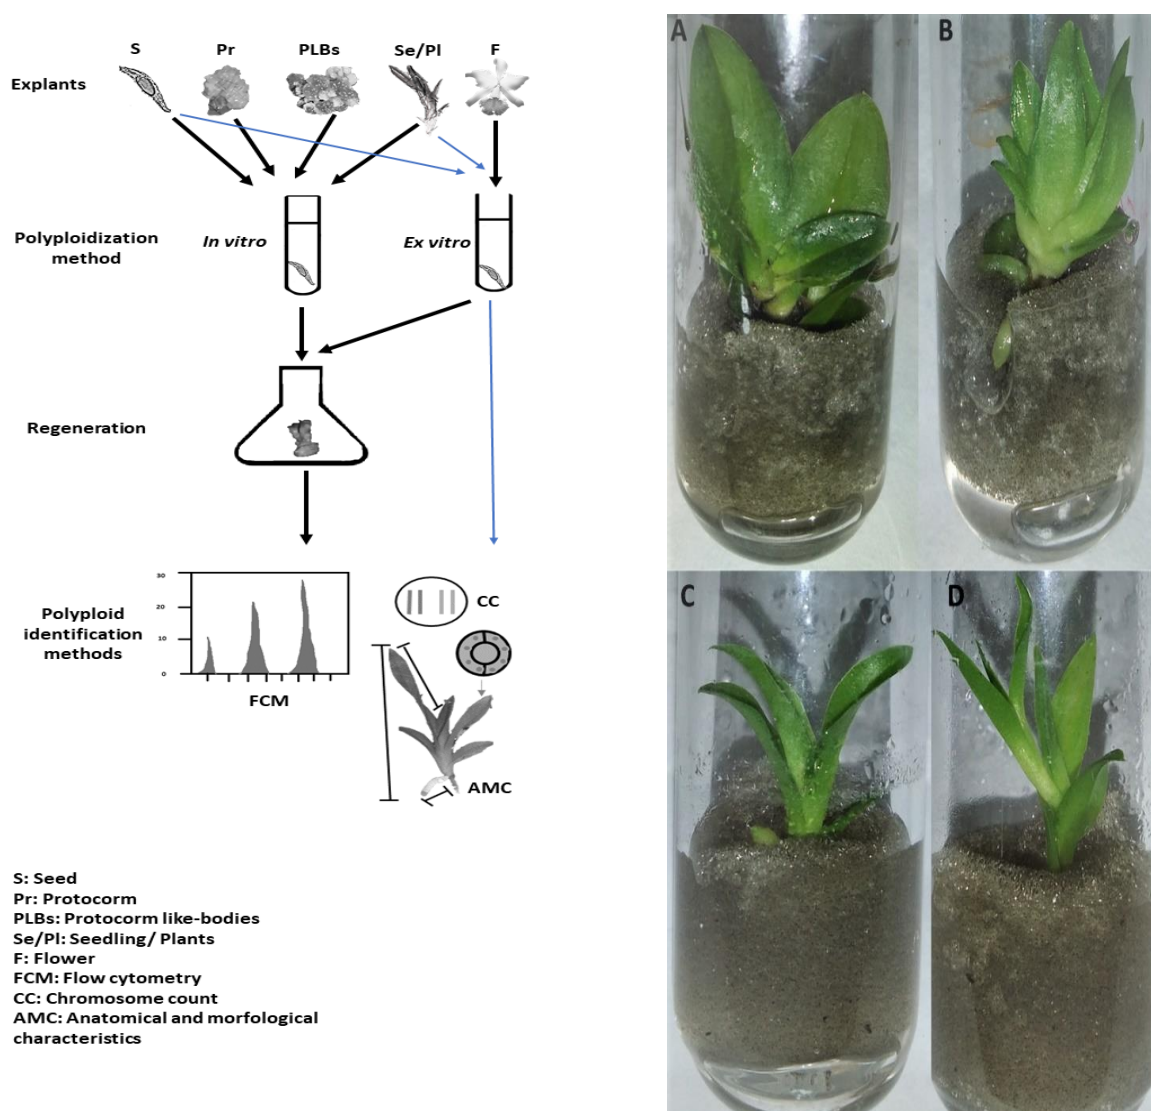 S Pr PLBs Se/Pl F
Explants
Polyploidization
method
In vitro
Ex vitro
Regeneration
Polyploid
identification
methods
30
20
10
0
FCM
CC
AMC
S: Seed
Pr: Protocorm
PLBs: Protocorm like-bodies
Se/Pl: Seedling/ Plants
F: Flower
FCM: Flow cytometry
CC: Chromosome count
AMC: Anatomical and morfological
characteristics
A
B
C
D